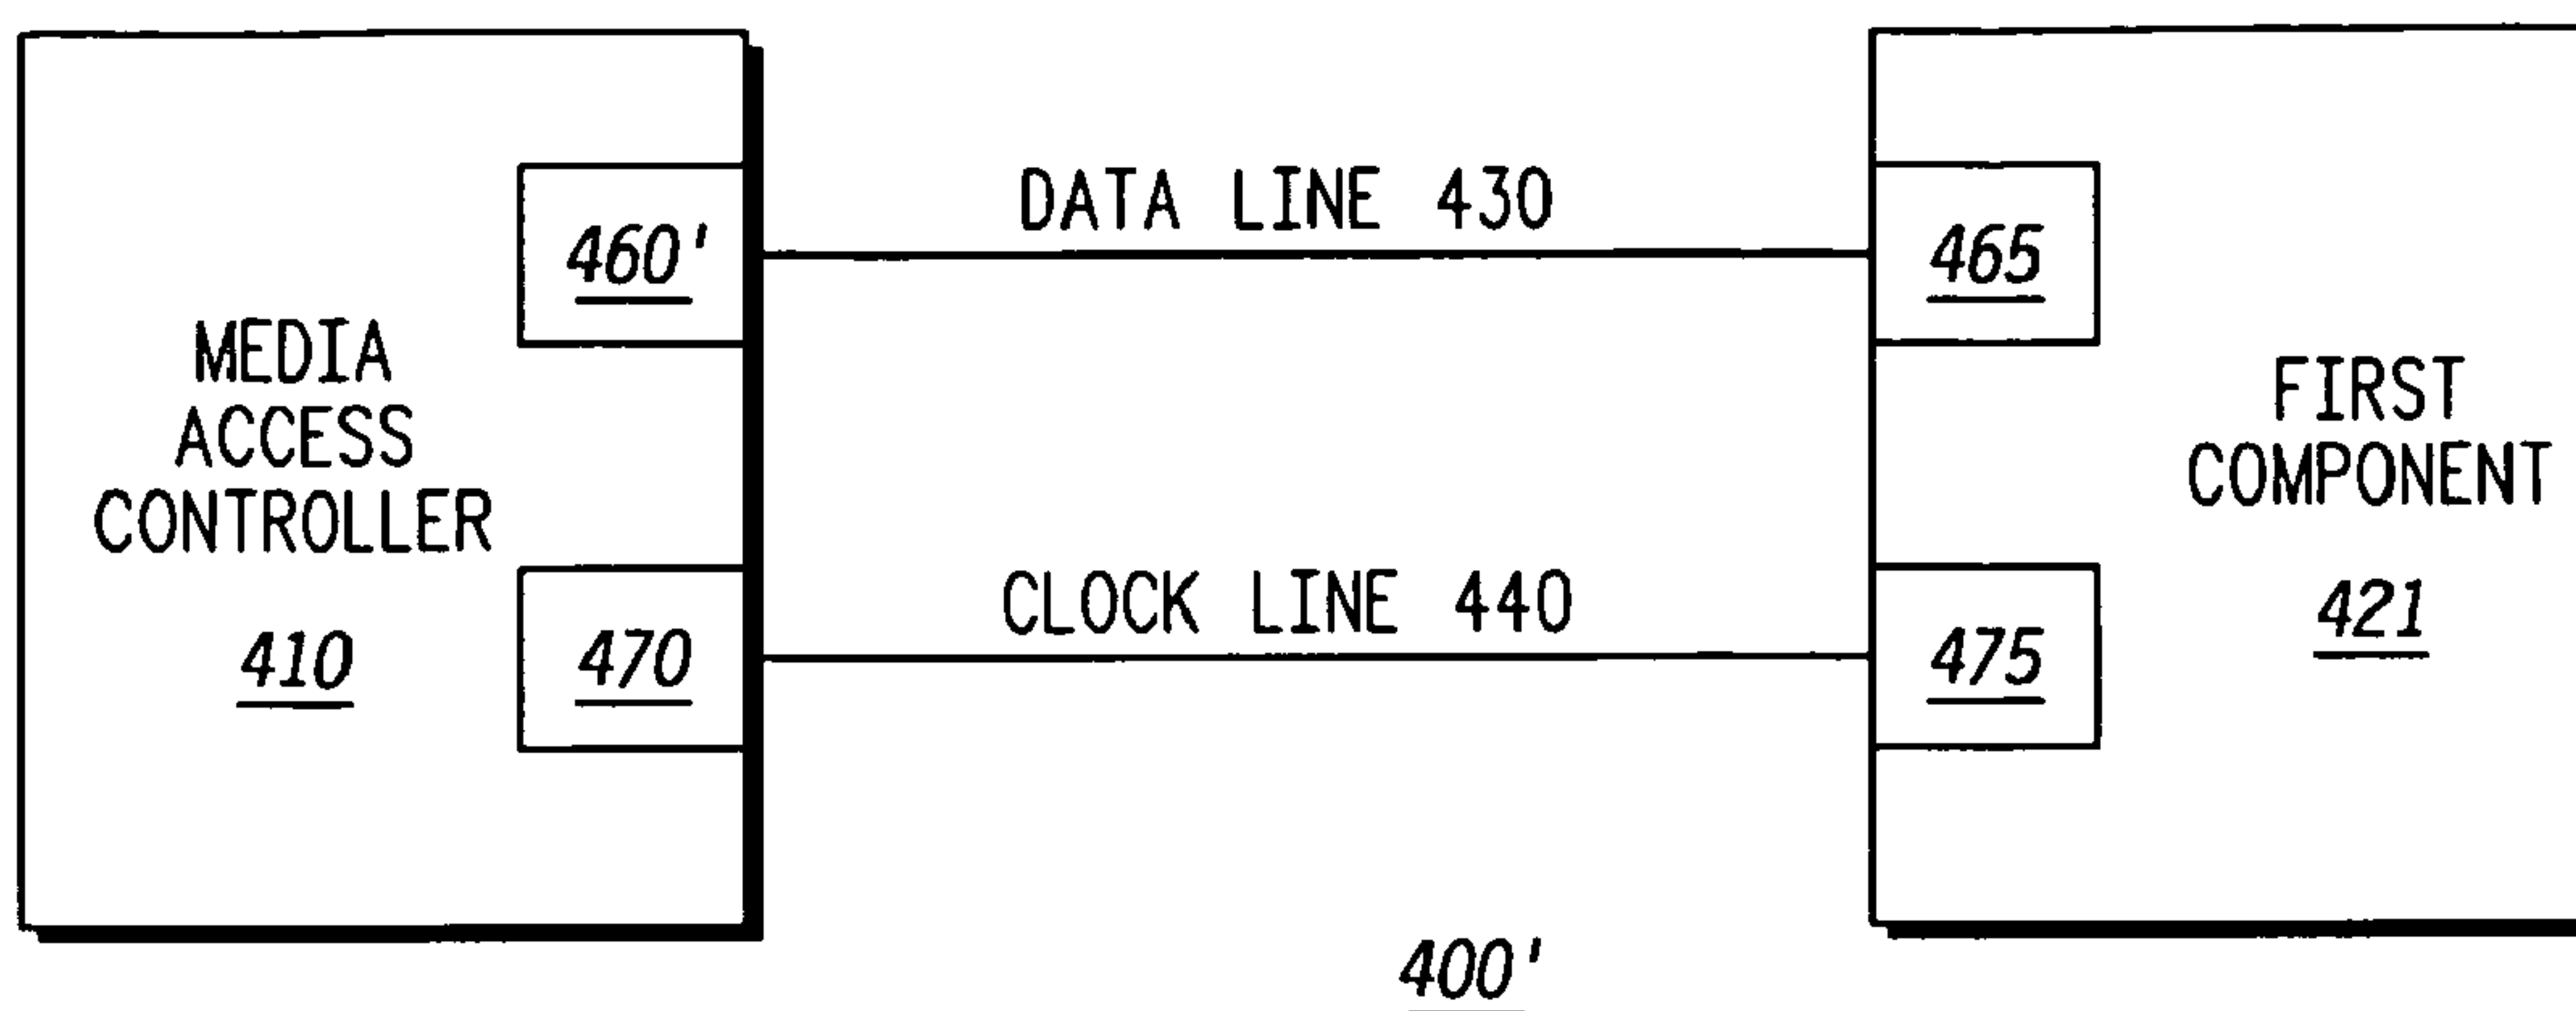 MEDIA
ACCESS
CONTROLLER
410
460'
470
DATA LINE 430
CLOCK LINE 440
465
475
FIRST
COMPONENT
421
400'